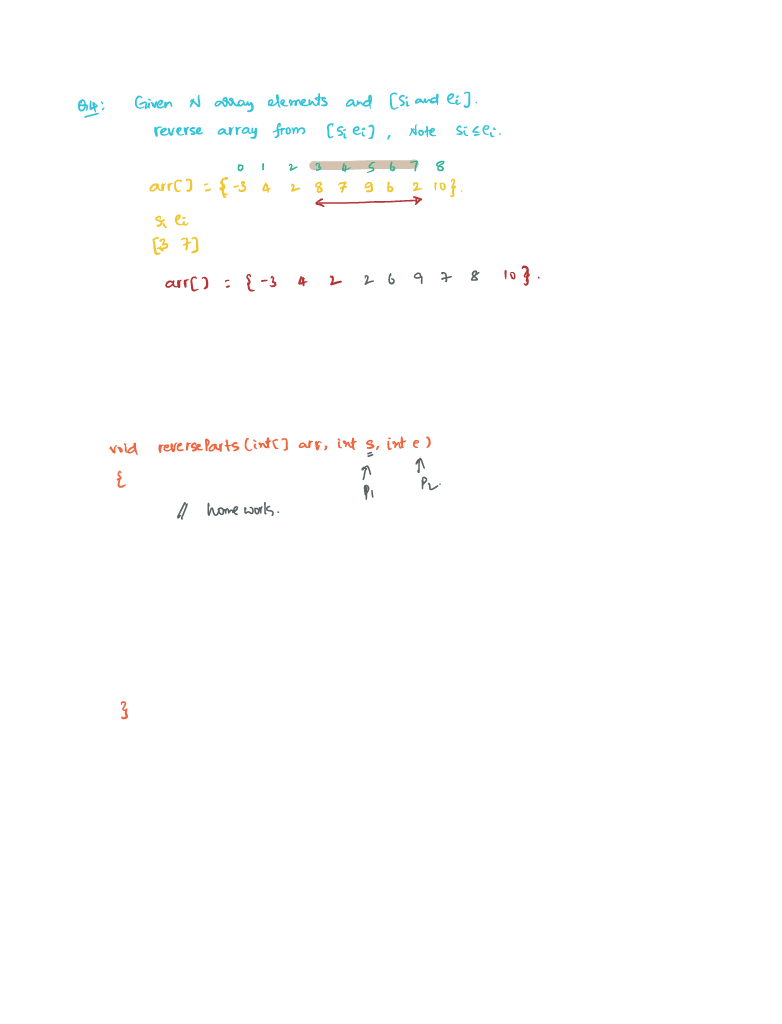 Q4: Given N array elements and [si and ei].
reverse array from [si ei], Note si ≤ ei.
0 1 2 3 4 5 6 7 8
arr[] = {-3 4 2 8 7 9 6 2 10}.
si ei
[3 7]
arr[] = {-3 4 2 2 6 9 7 8 10}.
void reverseParts(int[] arr, int s, int e)
{
P1 P2.
// homeworks.
}